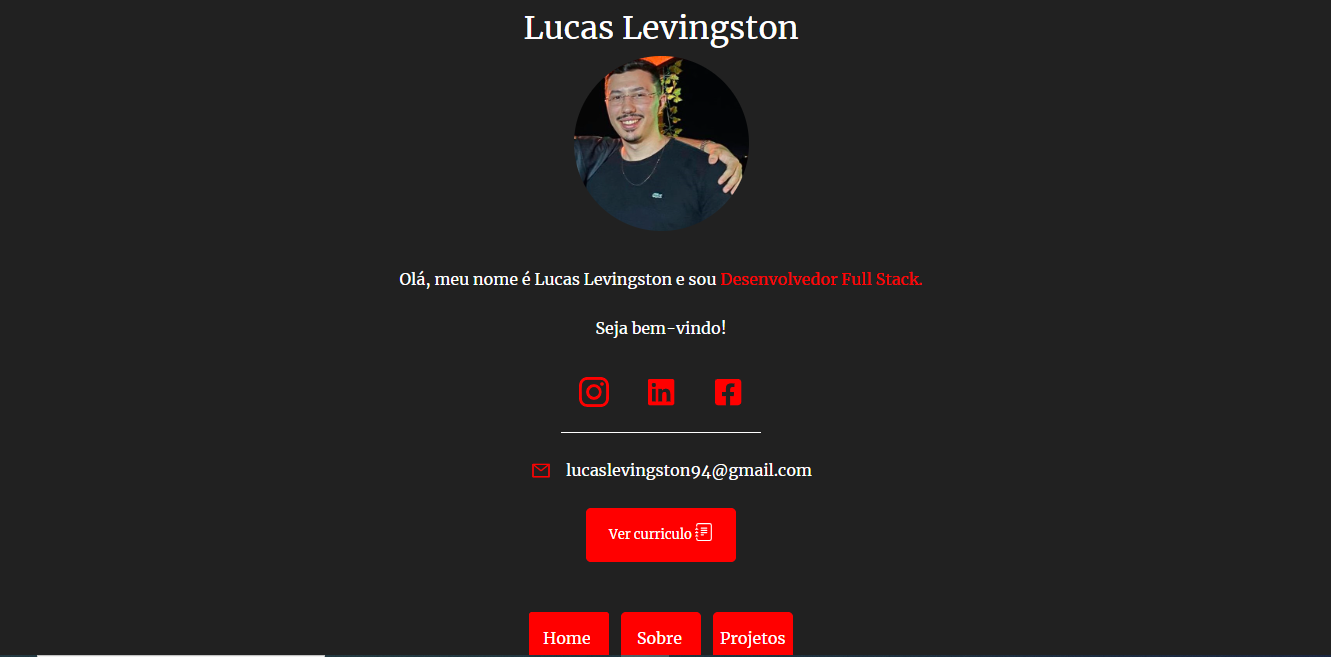 Lucas Levingston
Olá, meu nome é Lucas Levingston e sou Desenvolvedor Full Stack.
Seja bem-vindo!
lucaslevingston94@gmail.com
Ver curriculo
Home Sobre Projetos